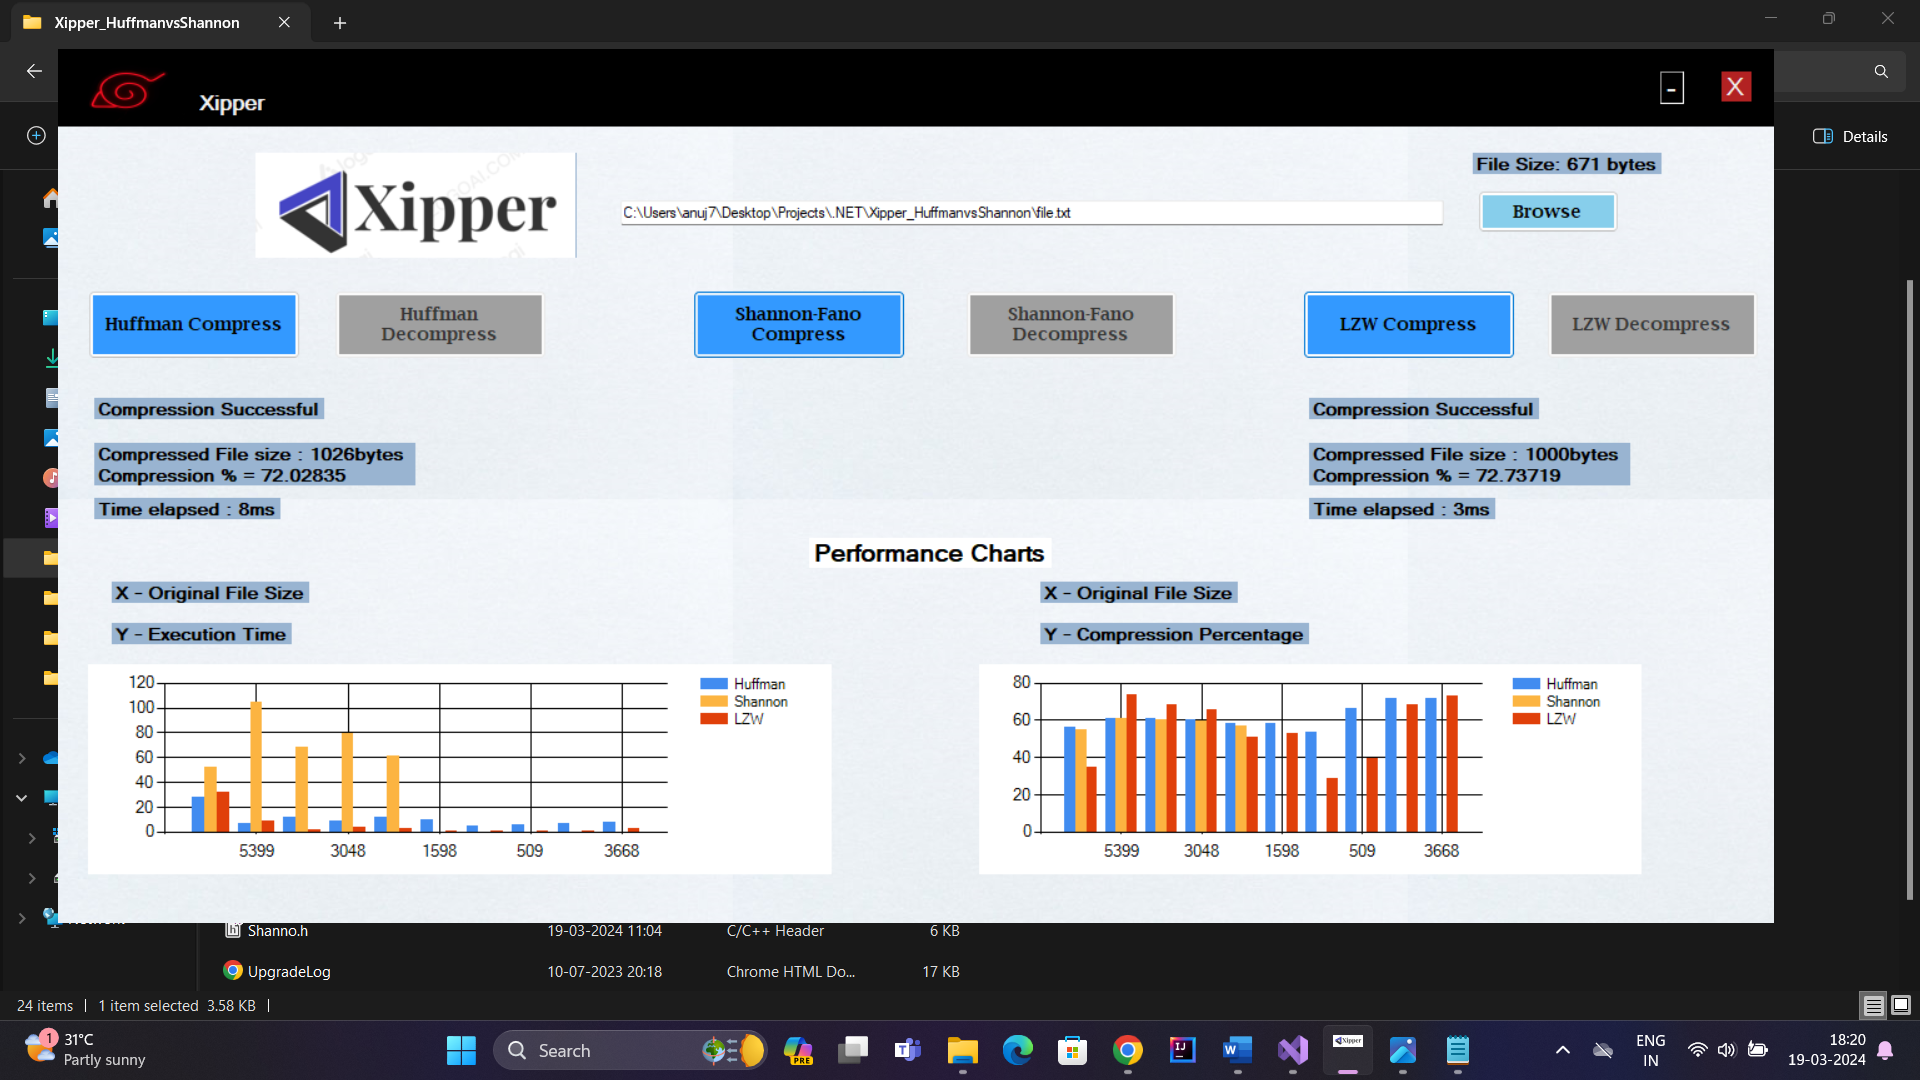 Xipper_HuffmanvsShannon
Details
Xipper
-
X
Xipper
File Size: 671 bytes
C:\Users\anuj7\Desktop\Projects\.NET\Xipper_HuffmanvsShannon\file.txt
Browse
Huffman Compress
Huffman
Decompress
Shannon-Fano
Compress
Shannon-Fano
Decompress
LZW Compress
LZW Decompress
Compression Successful
Compressed File size : 1026bytes
Compression % = 72.02835
Time elapsed : 8ms
Compression Successful
Compressed File size : 1000bytes
Compression % = 72.73719
Time elapsed : 3ms
Performance Charts
X - Original File Size
Y - Execution Time
X - Original File Size
Y - Compression Percentage
120
100
80
60
40
20
0
5399 3048 1598 509 3668
Huffman
Shannon
LZW
80
60
40
20
0
5399 3048 1598 509 3668
Huffman
Shannon
LZW
Shanno.h 19-03-2024 11:04 C/C++ Header 6 KB
UpgradeLog 10-07-2023 20:18 Chrome HTML Do... 17 KB
24 items 1 item selected 3.58 KB
1
31°C
Partly sunny
Search
PRE
ENG
IN
18:20
19-03-2024